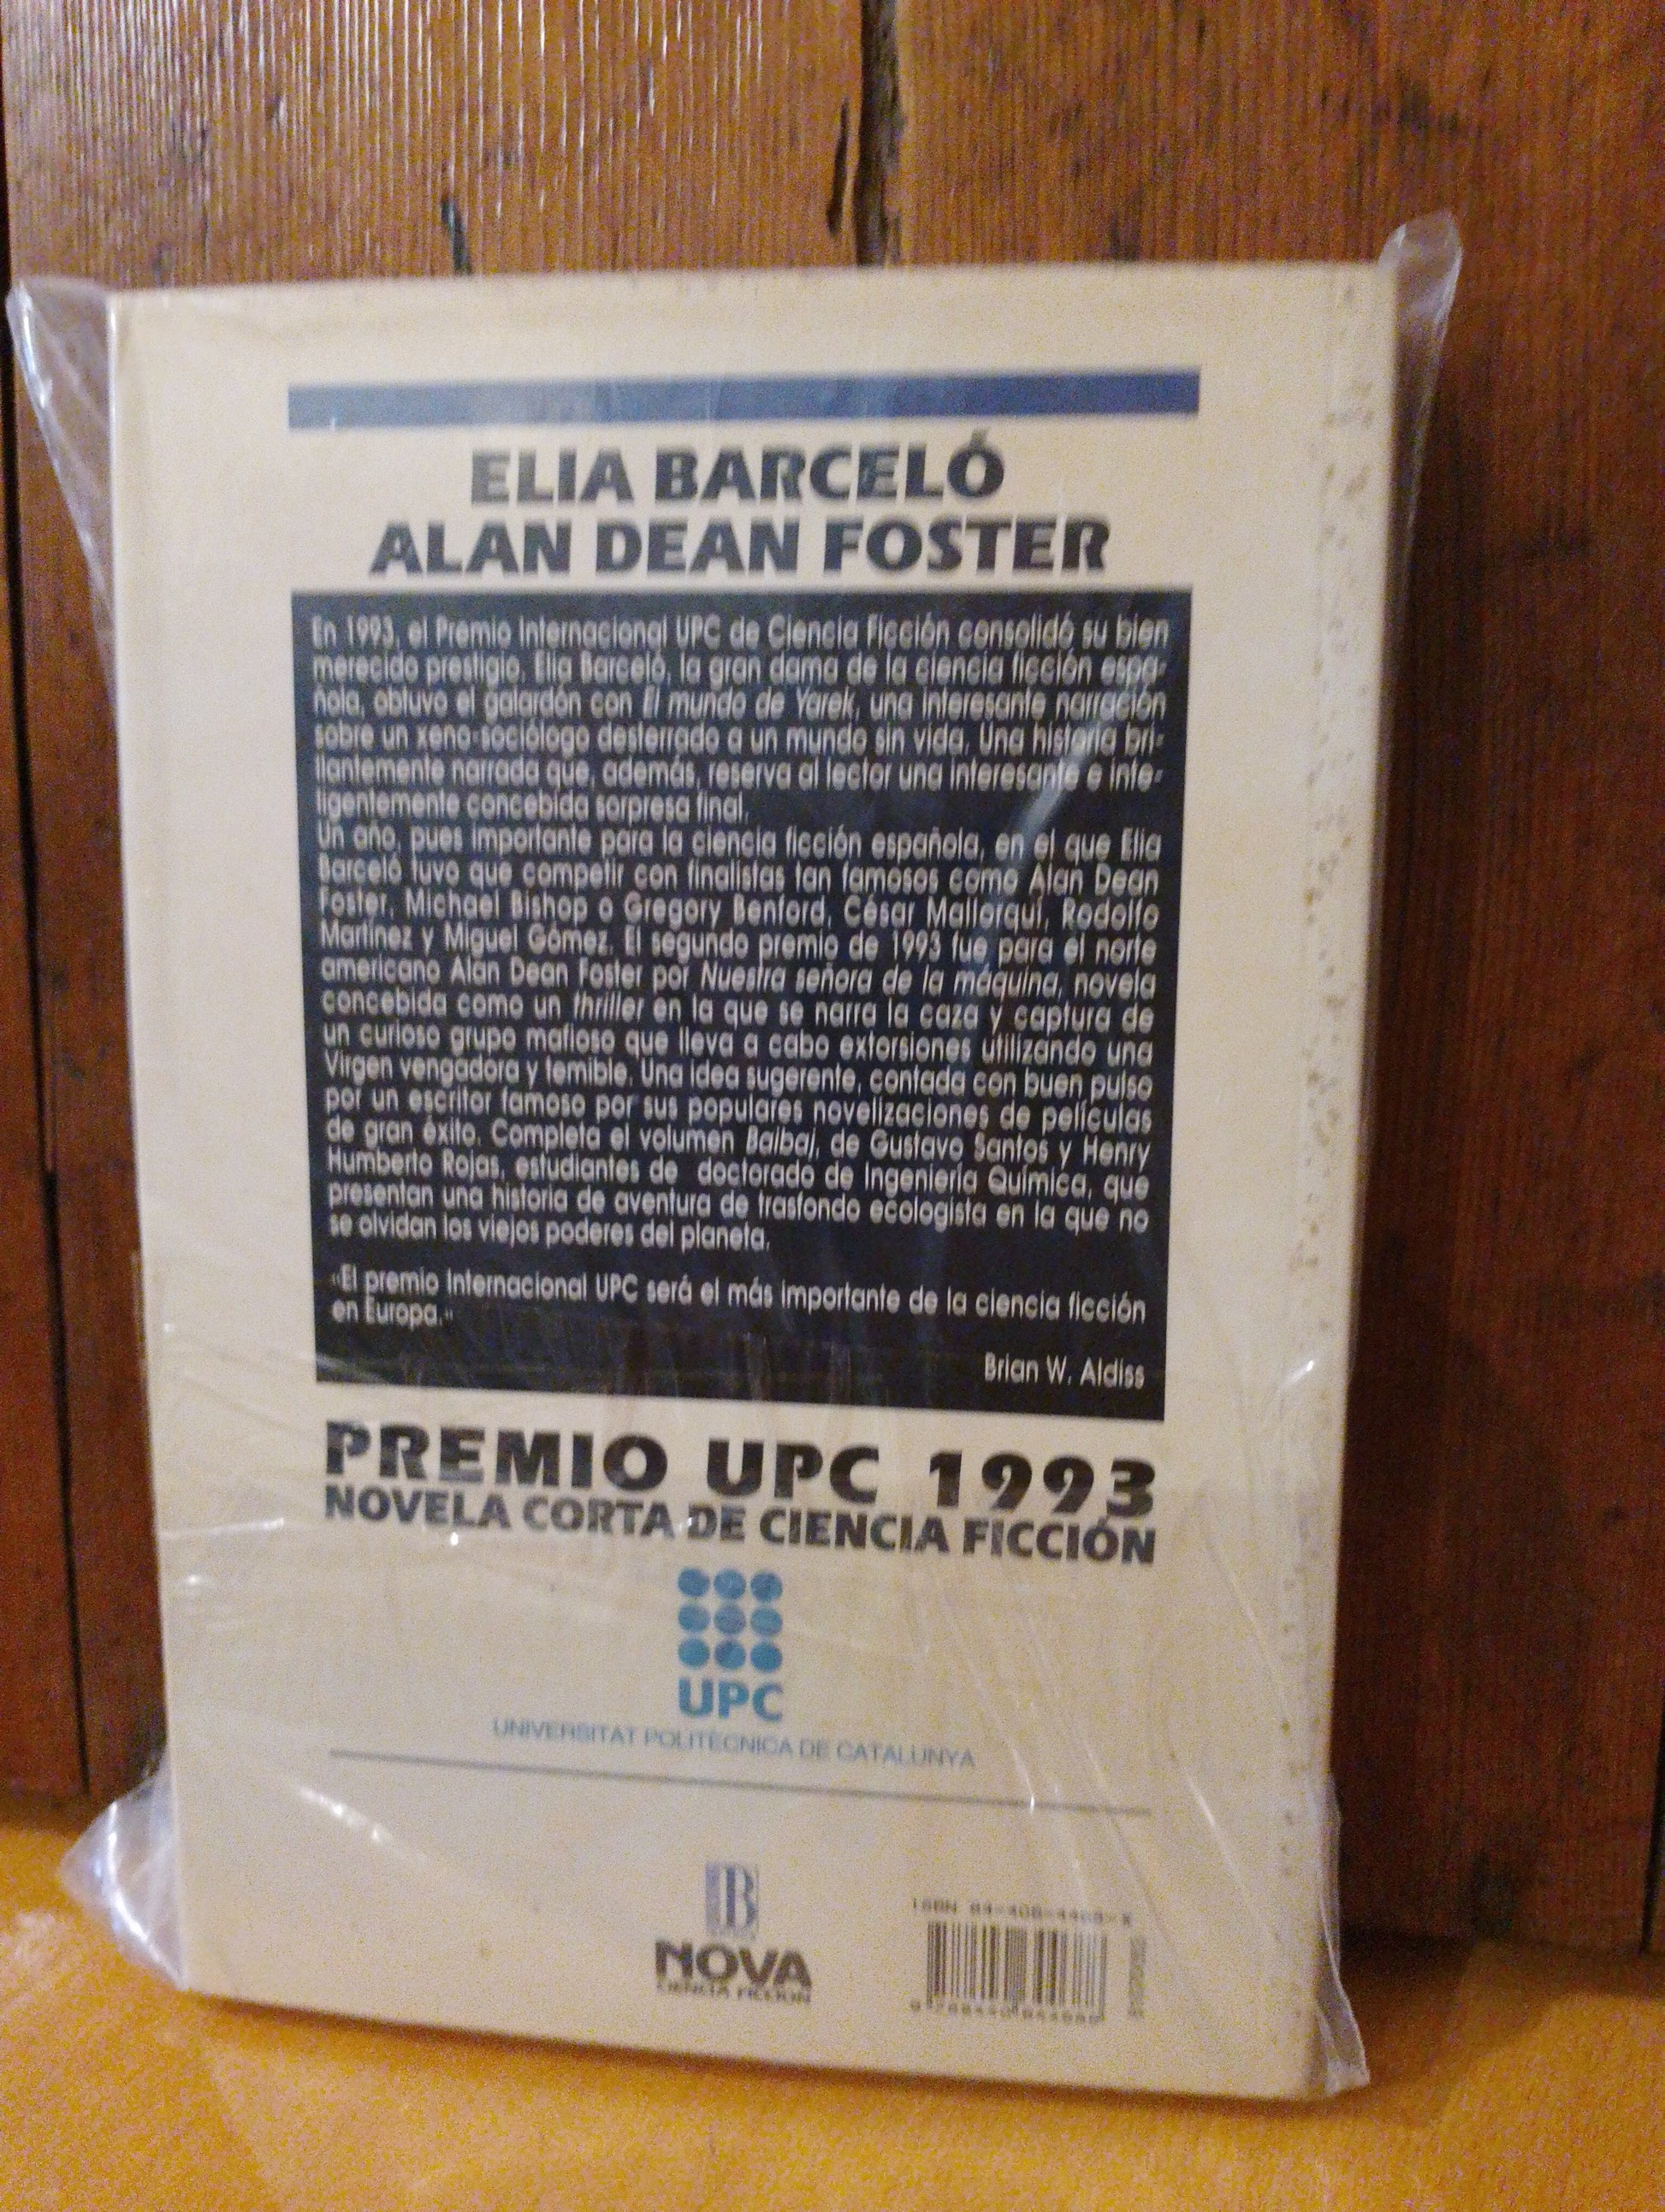 ELIA BARCELÓ
ALAN DEAN FOSTER
En 1993, el Premio Internacional UPC de Ciencia Ficción consolidó su bien
merecido prestigio. Elia Barceló, la gran dama de la ciencia ficción espa-
ñola, obtuvo el galardón con El mundo de Yarek, una interesante narración
sobre un xeno-sociólogo desterrado a un mundo sin vida. Una historia bri-
llantemente narrada que, además, reserva al lector una interesante e inte-
ligentemente concebida sorpresa final.
Un año, pues importante para la ciencia ficción española, en el que Elia
Barceló tuvo que competir con finalistas tan famosos como Alan Dean
Foster, Michael Bishop o Gregory Benford, César Mallorquí, Rodolfo
Martínez y Miguel Gómez. El segundo premio de 1993 fue para el norte
americano Alan Dean Foster por Nuestra señora de la máquina, novela
concebida como un thriller en la que se narra la caza y captura de
un curioso grupo mafioso que lleva a cabo extorsiones utilizando una
Virgen vengadora y temible. Una idea sugerente, contada con buen pulso
por un escritor famoso por sus populares novelizaciones de películas
de gran éxito. Completa el volumen Baibaj, de Gustavo Santos y Henry
Humberto Rojas, estudiantes de doctorado de Ingeniería Química, que
presentan una historia de aventura de trasfondo ecologista en la que no
se olvidan los viejos poderes del planeta.
«El premio Internacional UPC será el más importante de la ciencia ficción
en Europa.»
Brian W. Aldiss
PREMIO UPC 1993
NOVELA CORTA DE CIENCIA FICCIÓN
UPC
UNIVERSITAT POLITÈCNICA DE CATALUNYA
B
NOVA
CIENCIA FICCIÓN
ISBN